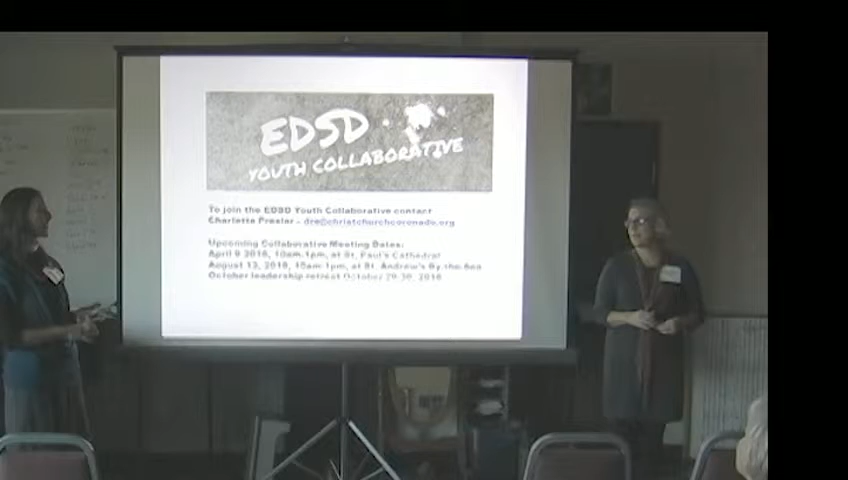 EDSD
YOUTH COLLABORATIVE
To join the EDSD Youth Collaborative contact
Charlette Preslar - dre@christchurchcoronado.org
Upcoming Collaborative Meeting Dates:
April 9 2016, 10am-1pm, at St. Paul's Cathedral
August 13, 2016, 10am-1pm, at St. Andrew's By-the-Sea
October leadership retreat October 29-30, 2016